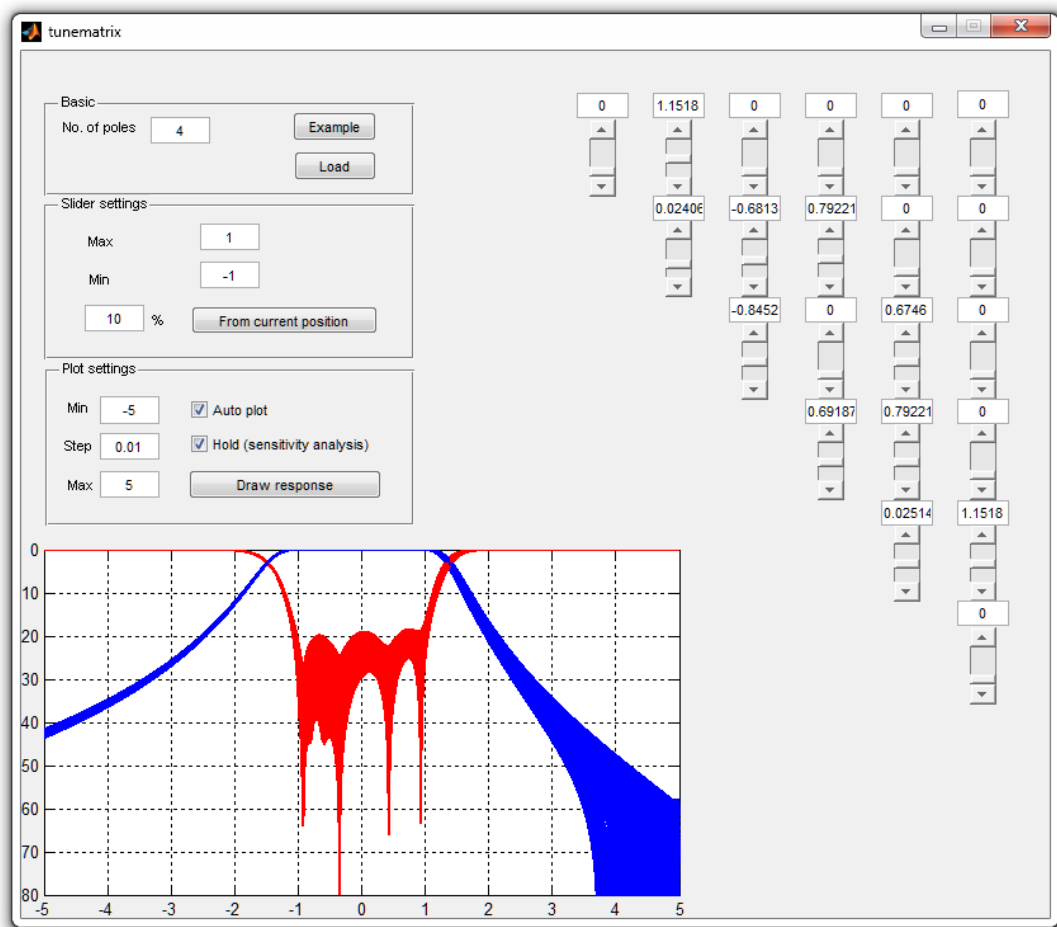 tunematrix
Basic
No. of poles 4 Example
Load
Slider settings
Max 1
Min -1
10 % From current position
Plot settings
Min -5 Auto plot
Step 0.01 Hold (sensitivity analysis)
Max 5 Draw response
0 1.1518 0 0 0 0
0.02406 -0.6813 0.79221 0 0
-0.8452 0 0.6746 0
0.69187 0.79221 0
0.02514 1.1518
0
0
10
20
30
40
50
60
70
80
-5 -4 -3 -2 -1 0 1 2 3 4 5